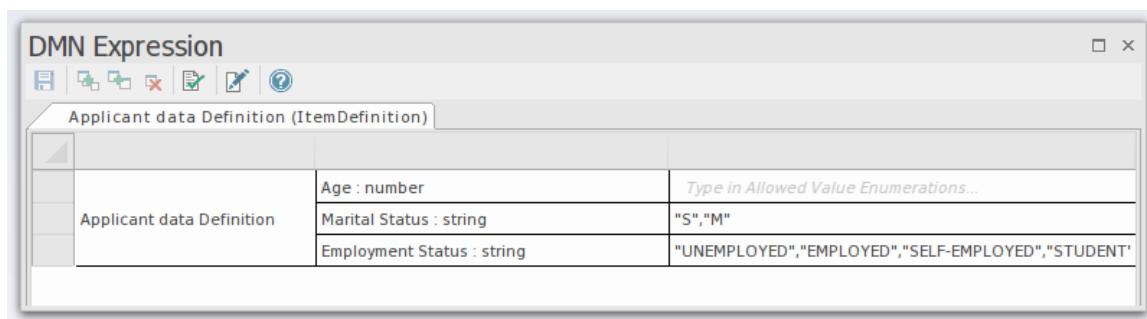 DMN Expression
Applicant data Definition (ItemDefinition)
Age : number
Type in Allowed Value Enumerations...
Applicant data Definition
Marital Status : string
"S","M"
Employment Status : string
"UNEMPLOYED","EMPLOYED","SELF-EMPLOYED","STUDENT"